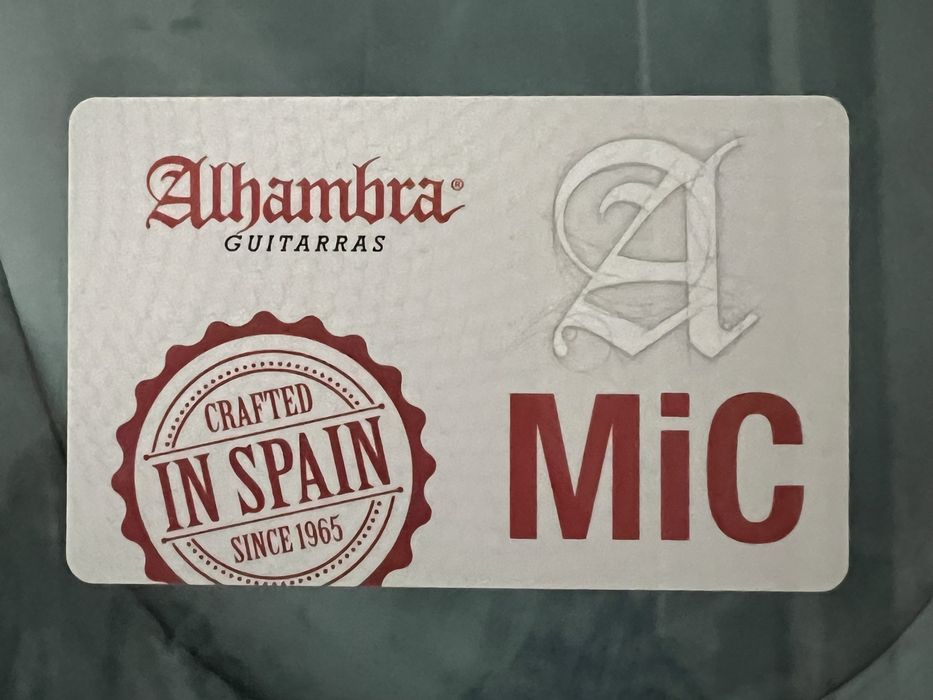 Alhambra®
GUITARRAS
A
MiC
CRAFTED
IN SPAIN
SINCE 1965